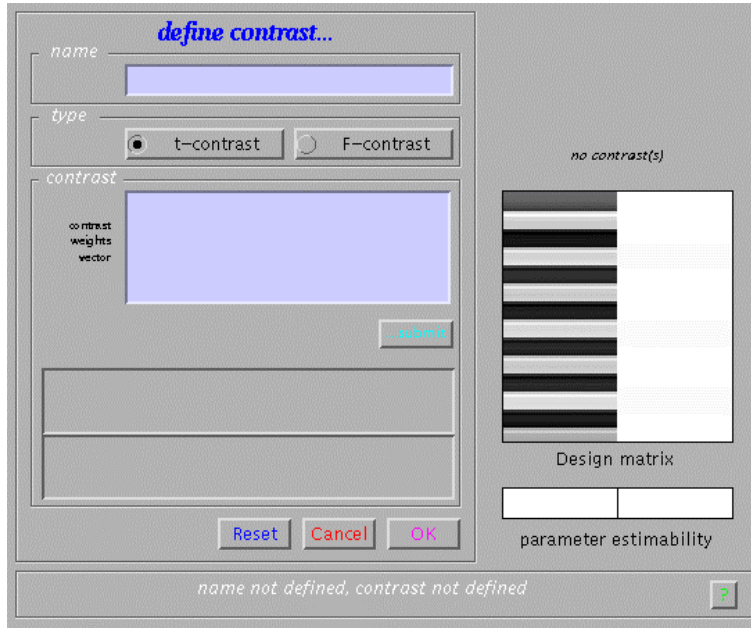 define contrast...
name
type
t-contrast
F-contrast
contrast
contrast
weights
vector
...submit
Reset
Cancel
OK
no contrast(s)
Design matrix
parameter estimability
name not defined, contrast not defined
?